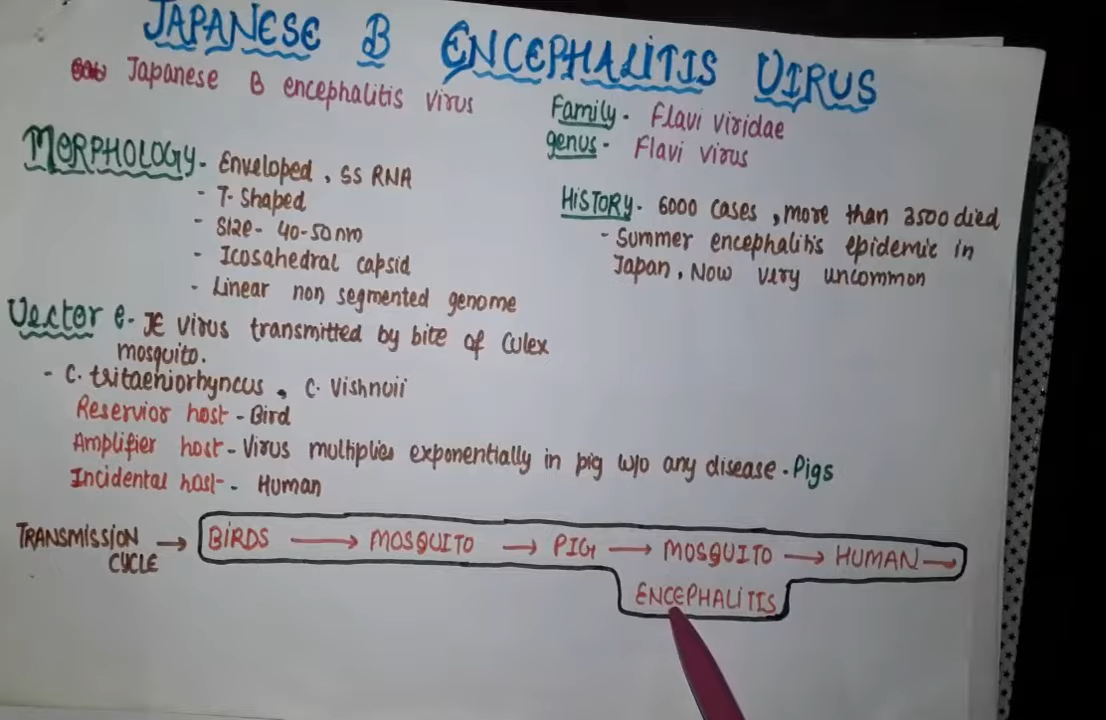 JAPANESE B ENCEPHALITIS VIRUS
Japanese B encephalitis virus
Family - Flavi viridae
genus - Flavi virus
MORPHOLOGY - Enveloped, SS RNA
- T-Shaped
- Size - 40-50nm
- Icosahedral capsid
- Linear non segmented genome
HISTORY - 6000 cases, more than 3500 died
- Summer encephalitis epidemic in
Japan, Now very uncommon
Vector e- JE virus transmitted by bite of Culex
mosquito.
- C. tritaeniorhyncus, C. Vishnuii
Reservior host - Bird
Amplifier host - Virus multiplies exponentially in pig w/o any disease - Pigs
Incidental host - Human
TRANSMISSION → BIRDS → MOSQUITO → PIG → MOSQUITO → HUMAN →
CYCLE
ENCEPHALITIS